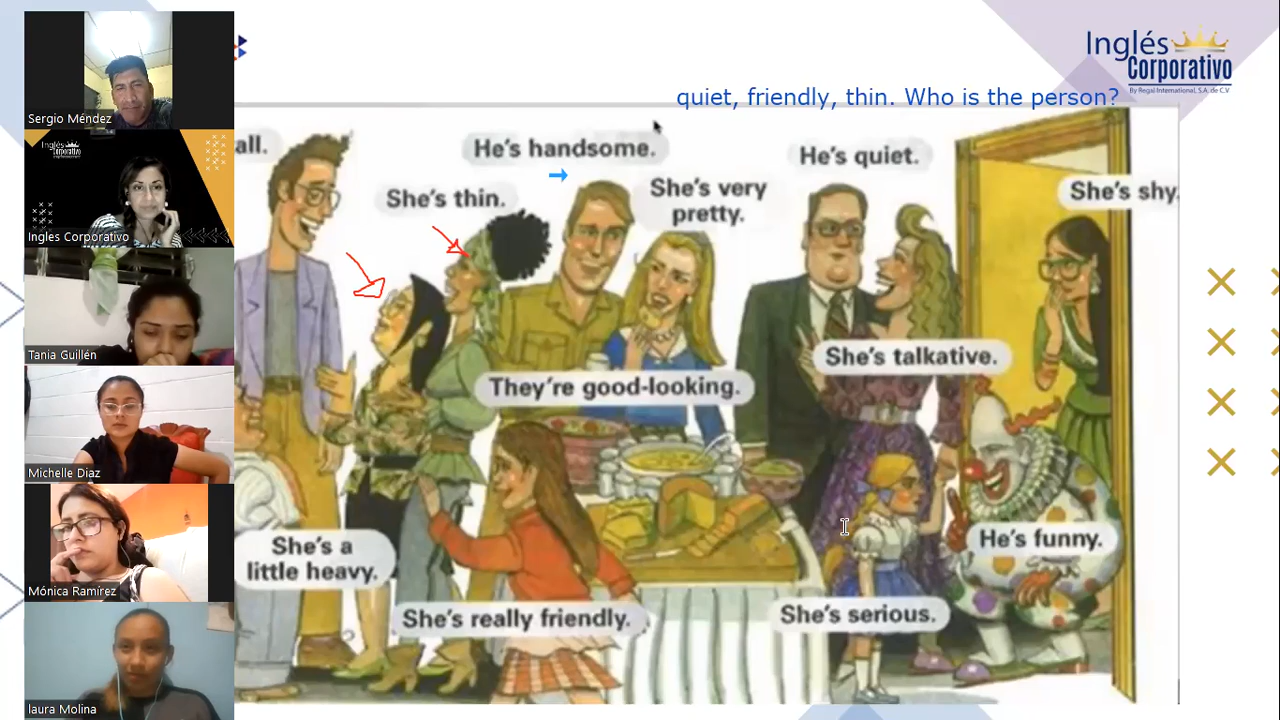 Sergio Méndez
Ingles Corporativo
Ingles Corporativo
Tania Guillén
Michelle Diaz
Mónica Ramírez
laura Molina
Inglés
Corporativo
By Regal International, S.A. de C.V
quiet, friendly, thin. Who is the person?
all.
He's handsome.
He's quiet.
She's thin.
She's very
pretty.
She's shy.
She's talkative.
They're good-looking.
She's a
little heavy.
He's funny.
She's really friendly.
She's serious.